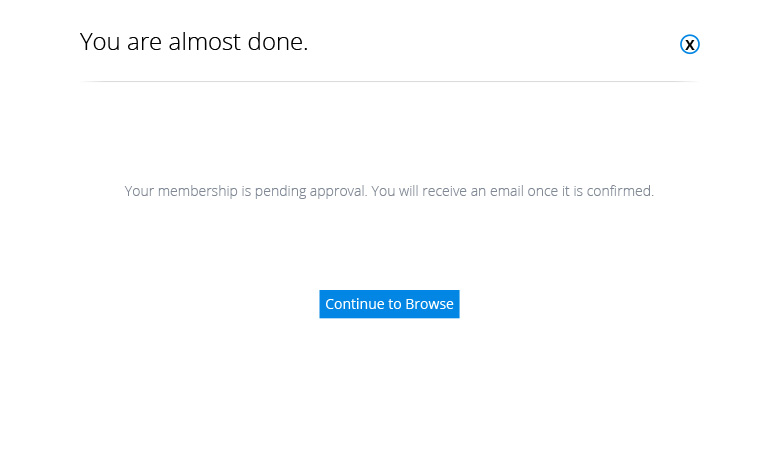 You are almost done.
X
Your membership is pending approval. You will receive an email once it is confirmed.
Continue to Browse